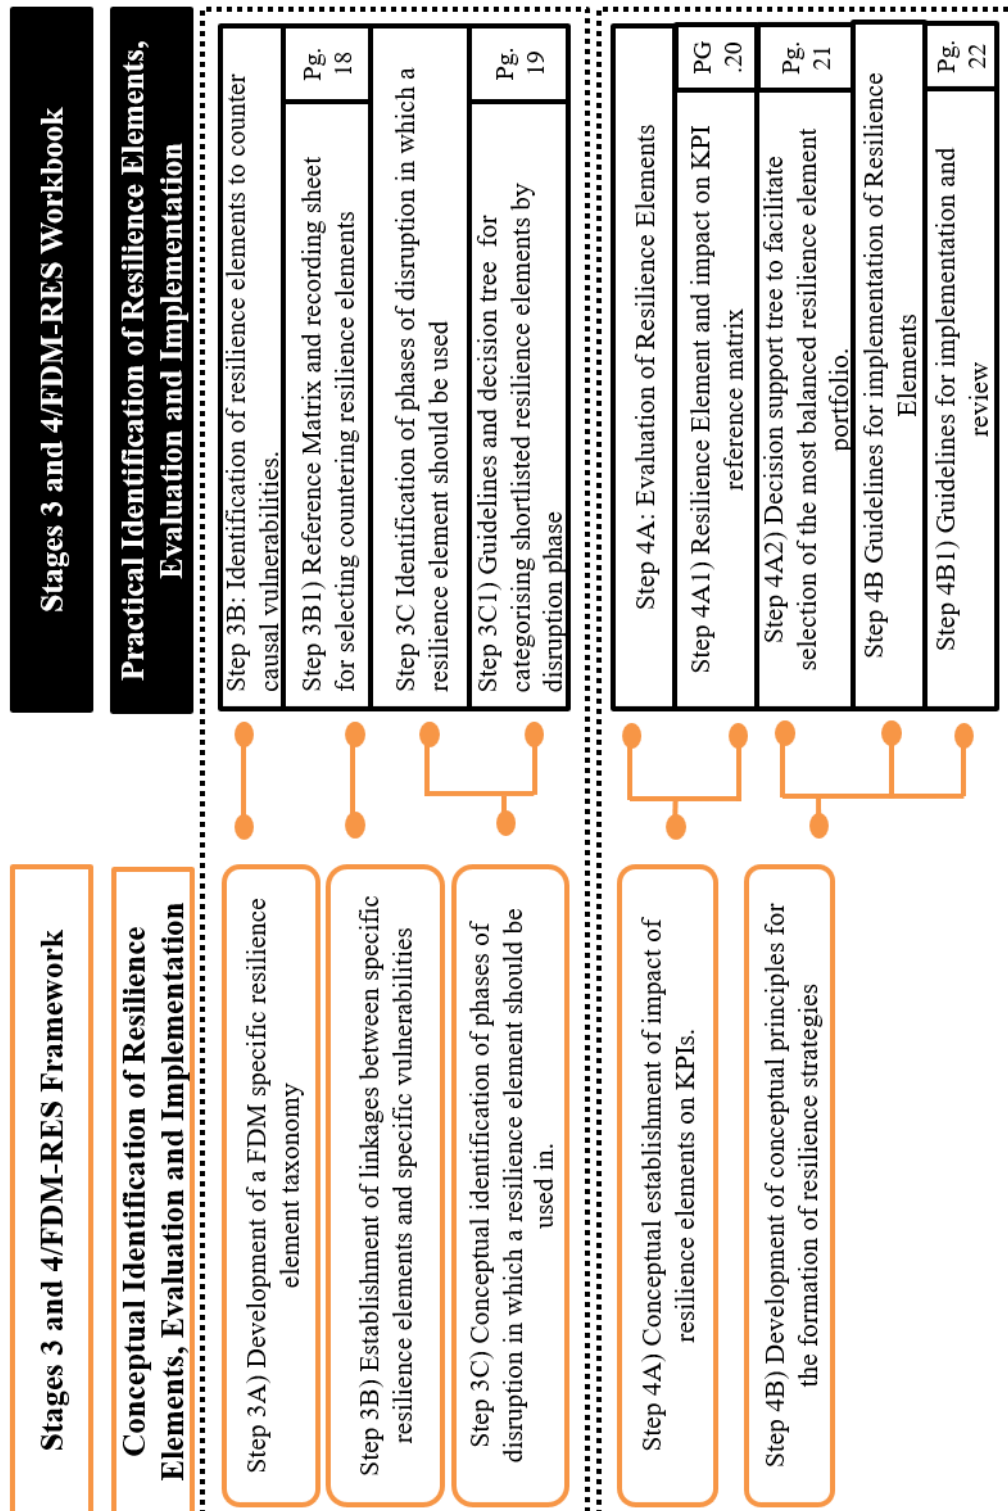 Stages 3 and 4/FDM-RES Framework
Conceptual Identification of Resilience
Elements, Evaluation and Implementation
Step 3A) Development of a FDM specific resilience
element taxonomy
Step 3B) Establishment of linkages between specific
resilience elements and specific vulnerabilities
Step 3C) Conceptual identification of phases of
disruption in which a resilience element should be
used in.
Step 4A) Conceptual establishment of impact of
resilience elements on KPIs.
Step 4B) Development of conceptual principles for
the formation of resilience strategies
Stages 3 and 4/FDM-RES Workbook
Practical Identification of Resilience Elements,
Evaluation and Implementation
Step 3B: Identification of resilience elements to counter
causal vulnerabilities.
Step 3B1) Reference Matrix and recording sheet
for selecting countering resilience elements
Pg.
18
Step 3C Identification of phases of disruption in which a
resilience element should be used
Step 3C1) Guidelines and decision tree for
categorising shortlisted resilience elements by
disruption phase
Pg.
19
Step 4A: Evaluation of Resilience Elements
Step 4A1) Resilience Element and impact on KPI
reference matrix
PG
.20
Step 4A2) Decision support tree to facilitate
selection of the most balanced resilience element
portfolio.
Pg.
21
Step 4B Guidelines for implementation of Resilience
Elements
Step 4B1) Guidelines for implementation and
review
Pg.
22